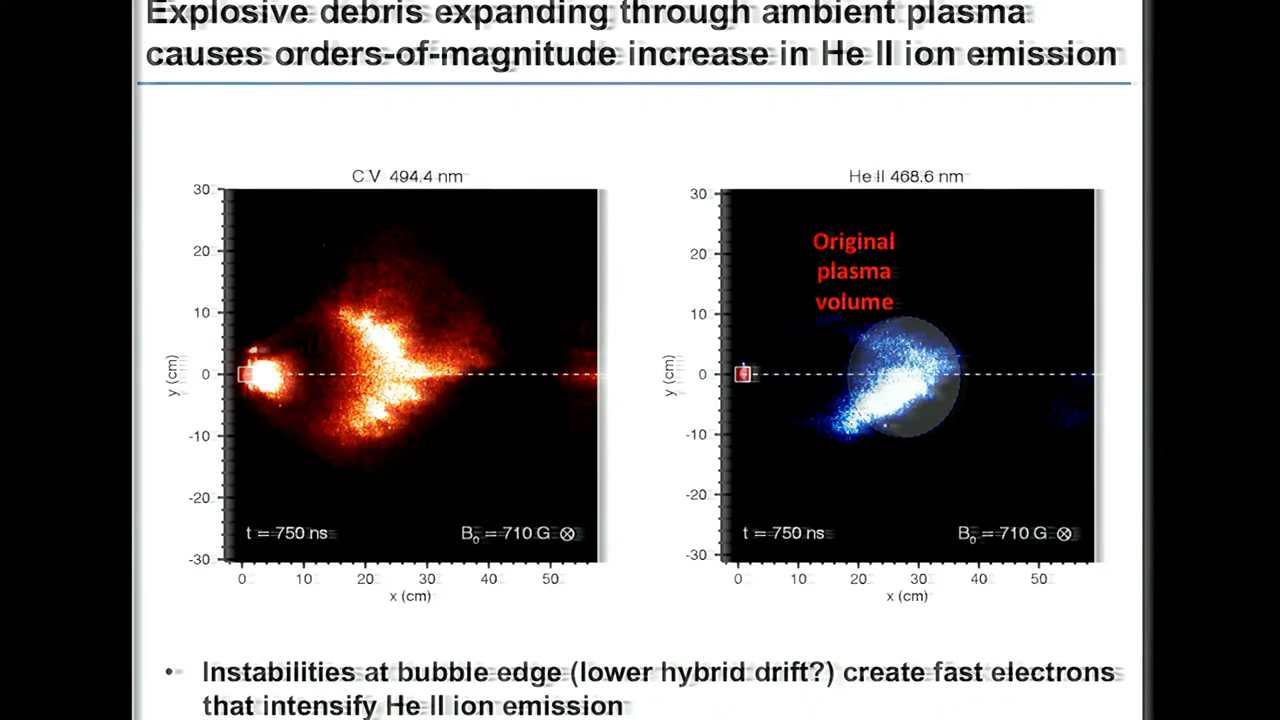 Explosive debris expanding through ambient plasma
causes orders-of-magnitude increase in He II ion emission
C V 494.4 nm
30
20
10
0
-10
-20
-30
y (cm)
t = 750 ns
B₀ = 710 G ⊗
0 10 20 30 40 50
x (cm)
He II 468.6 nm
30
20
10
0
-10
-20
-30
y (cm)
Original
plasma
volume
t = 750 ns
B₀ = 710 G ⊗
0 10 20 30 40 50
x (cm)
• Instabilities at bubble edge (lower hybrid drift?) create fast electrons
that intensify He II ion emission